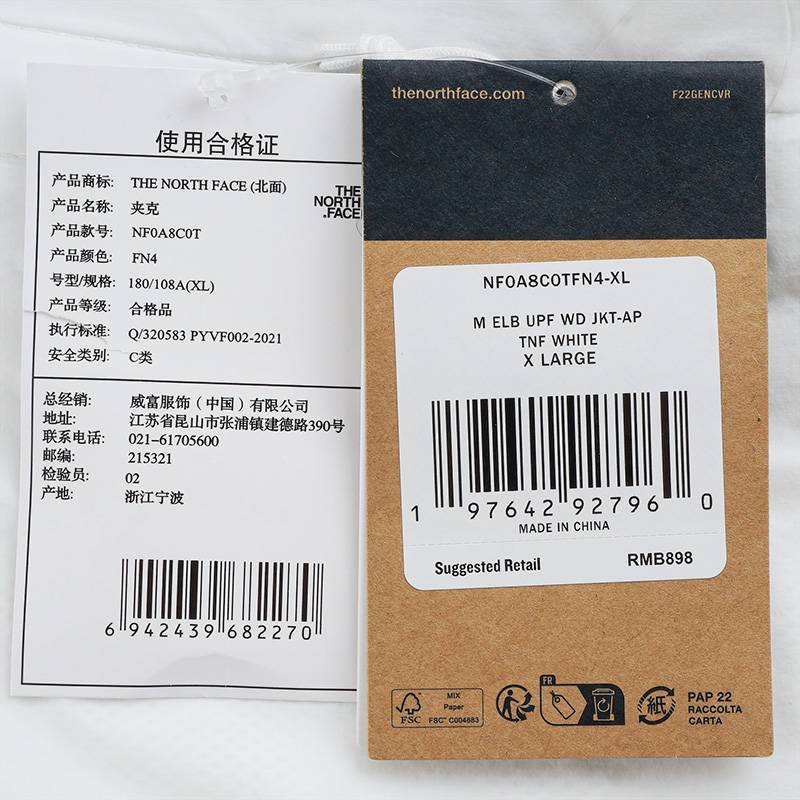 使用合格证
产品商标: THE NORTH FACE (北面)
产品名称: 夹克
产品款号: NF0A8C0T
产品颜色: FN4
号型/规格: 180/108A(XL)
产品等级: 合格品
执行标准: Q/320583 PYVF002-2021
安全类别: C类
THE
NORTH
FACE
总经销: 威富服饰（中国）有限公司
地址: 江苏省昆山市张浦镇建德路390号
联系电话: 021-61705600
邮编: 215321
检验员: 02
产地: 浙江宁波
6 942439 682270
thenorthface.com
F22GENCVR
NF0A8C0TFN4-XL
M ELB UPF WD JKT-AP
TNF WHITE
X LARGE
1 97642 92796 0
MADE IN CHINA
Suggested Retail RMB898
FSC
MIX
Paper
FSC™ C004683
FR
紙
PAP 22
RACCOLTA
CARTA